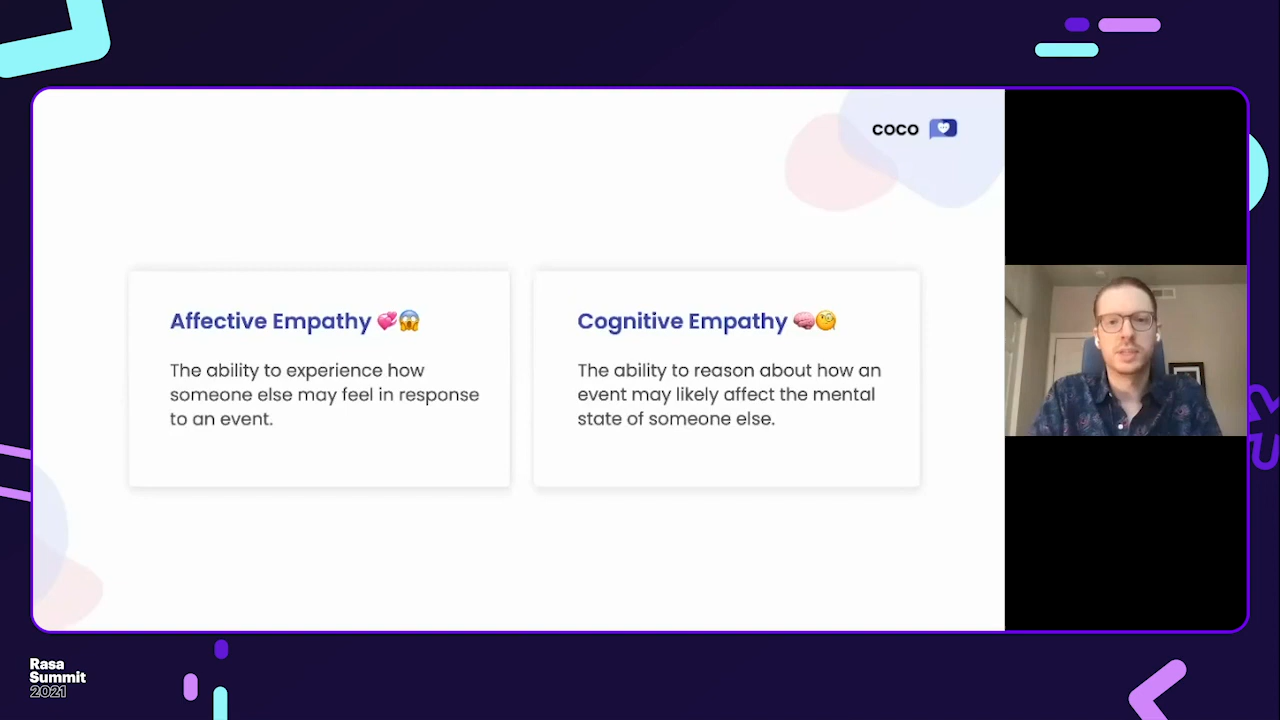 coco
Affective Empathy 💞😱
The ability to experience how
someone else may feel in response
to an event.
Cognitive Empathy 🧠🧐
The ability to reason about how an
event may likely affect the mental
state of someone else.
Rasa
Summit
2021